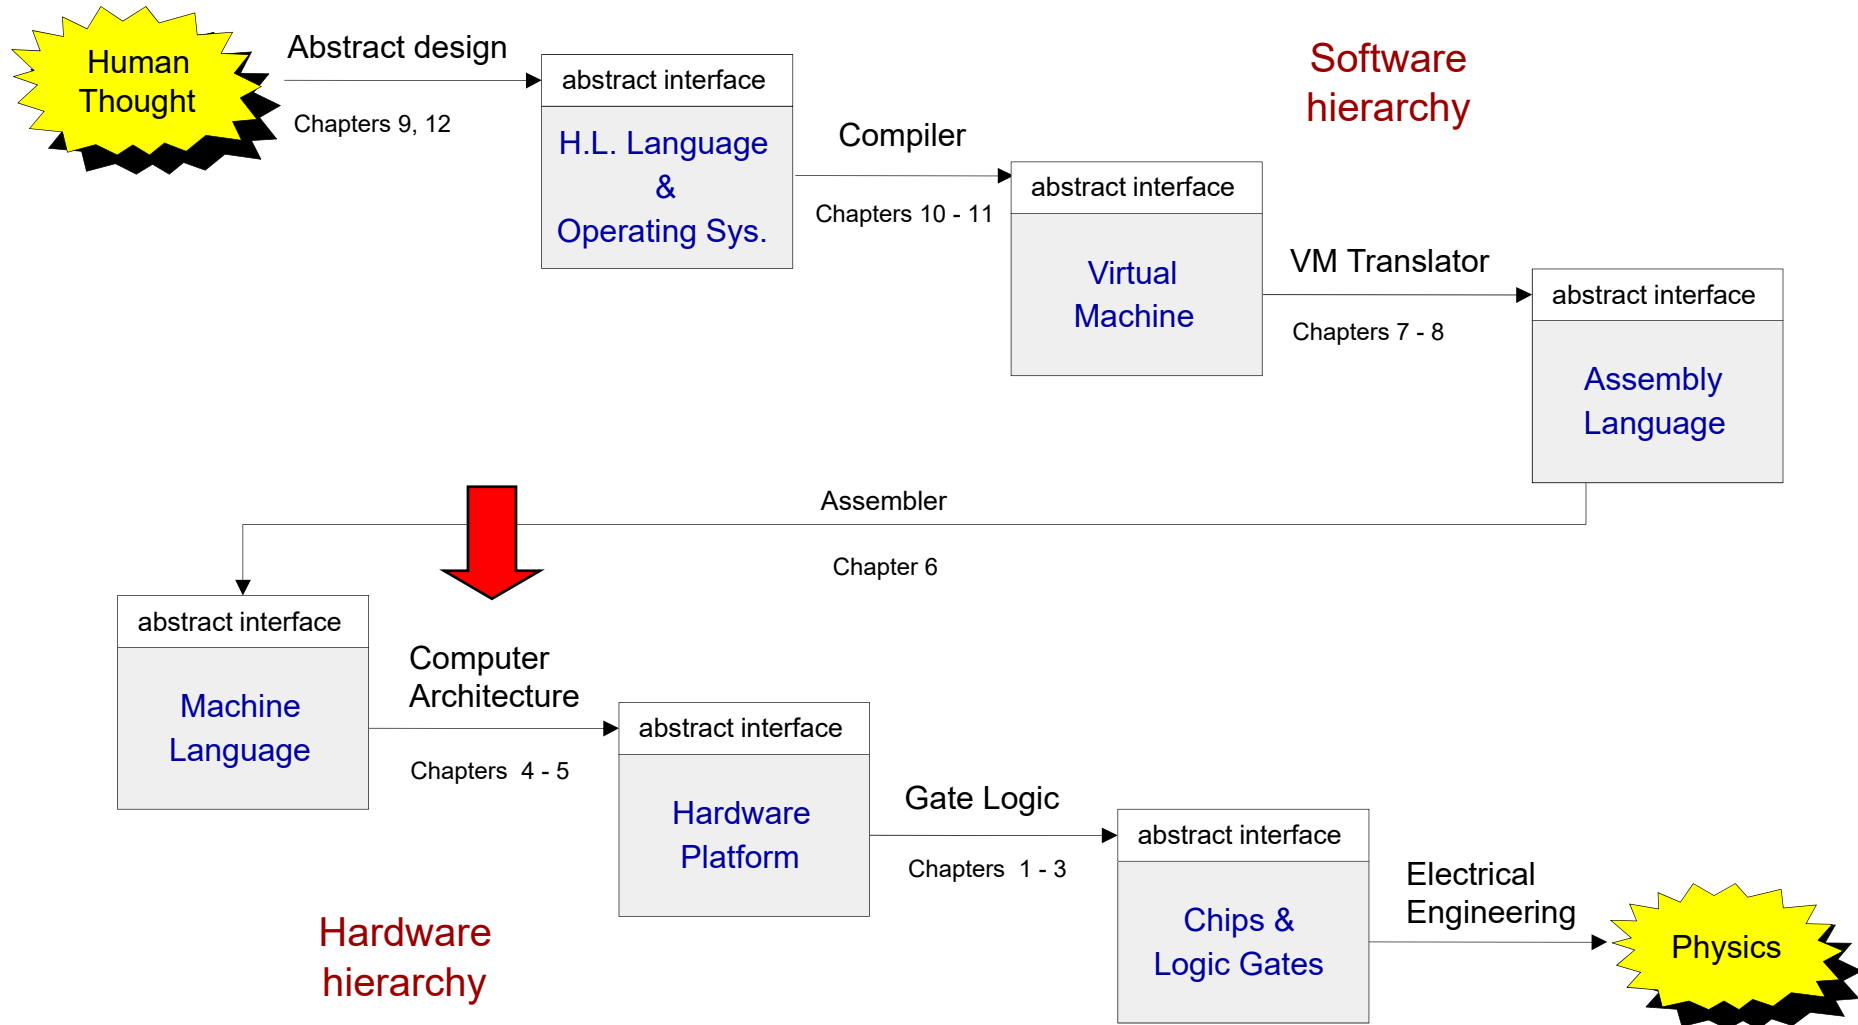 Human
Thought
Abstract design
Chapters 9, 12
abstract interface
H.L. Language
&
Operating Sys.
Software
hierarchy
Compiler
Chapters 10 - 11
abstract interface
Virtual
Machine
VM Translator
Chapters 7 - 8
abstract interface
Assembly
Language
Assembler
Chapter 6
abstract interface
Machine
Language
Computer
Architecture
Chapters 4 - 5
abstract interface
Hardware
Platform
Gate Logic
Chapters 1 - 3
abstract interface
Chips &
Logic Gates
Electrical
Engineering
Physics
Hardware
hierarchy